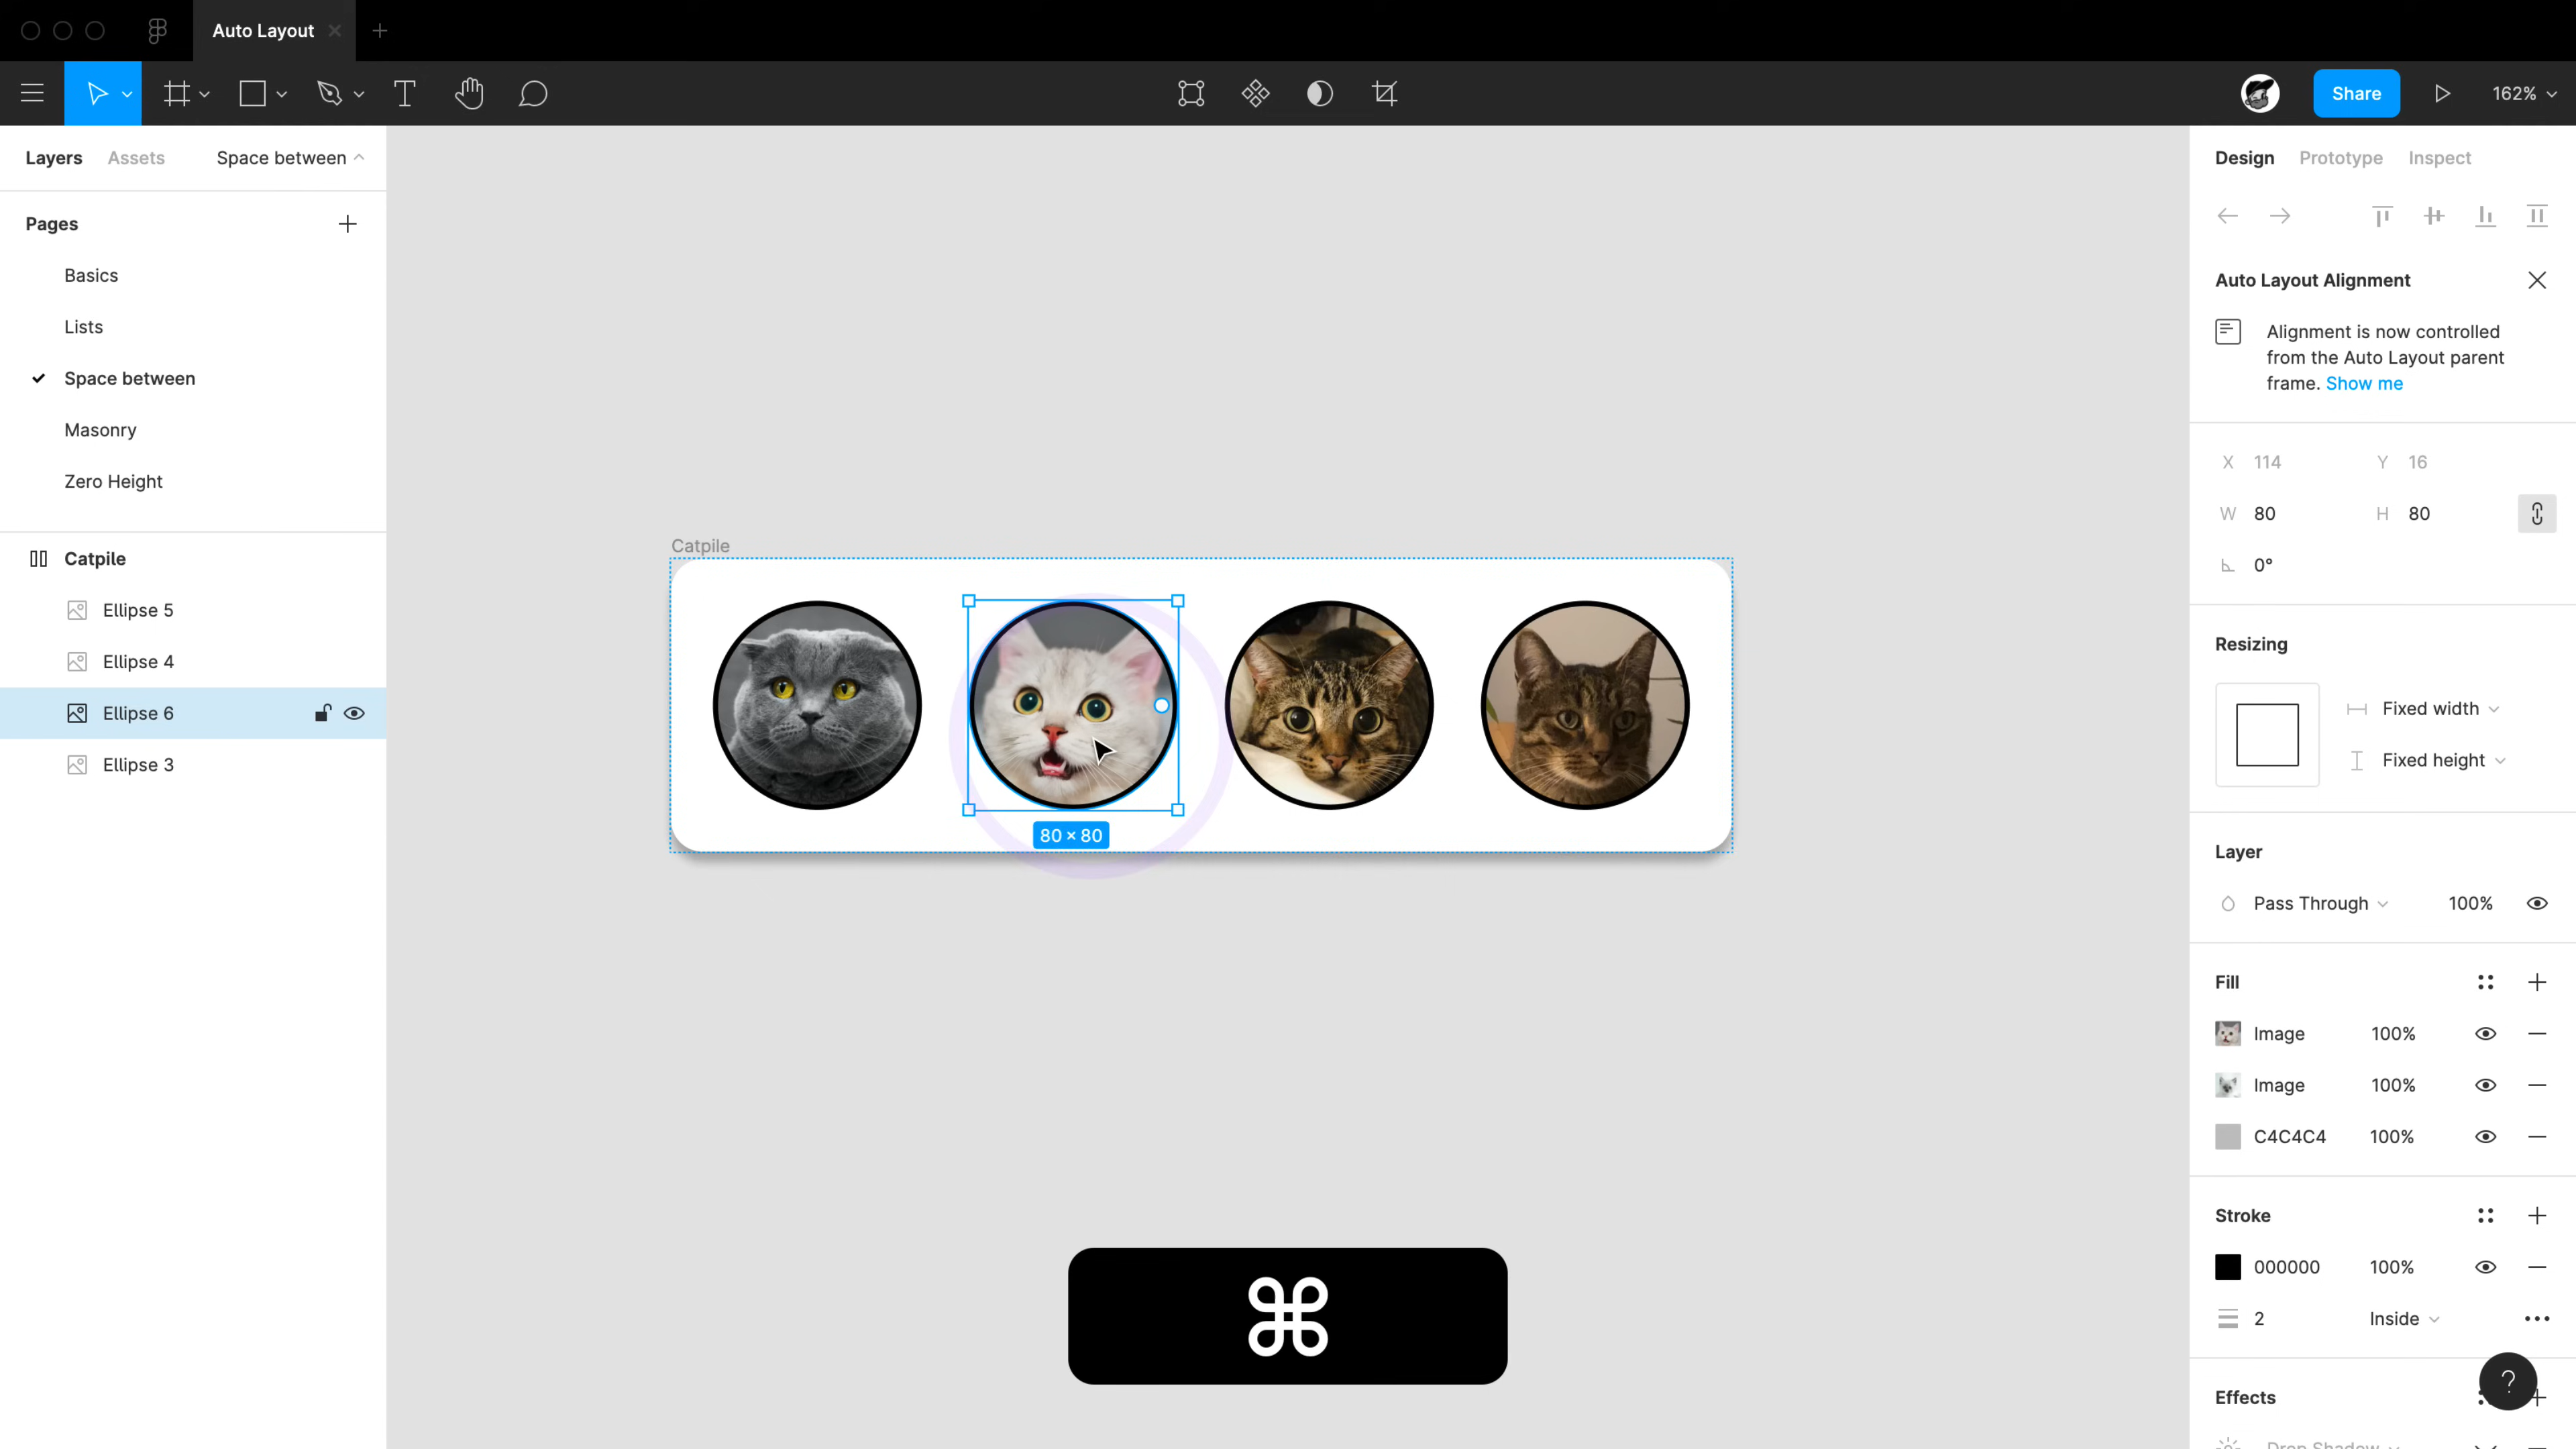 Auto Layout
Share
162%
Layers Assets Space between
Pages
Basics
Lists
Space between
Masonry
Zero Height
Catpile
Ellipse 5
Ellipse 4
Ellipse 6
Ellipse 3
Catpile
80 × 80
⌘
Design Prototype Inspect
Auto Layout Alignment
Alignment is now controlled
from the Auto Layout parent
frame. Show me
X 114 Y 16
W 80 H 80
0°
Resizing
Fixed width
Fixed height
Layer
Pass Through 100%
Fill
Image 100%
Image 100%
C4C4C4 100%
Stroke
000000 100%
2 Inside
Effects
?
Drop Shadow